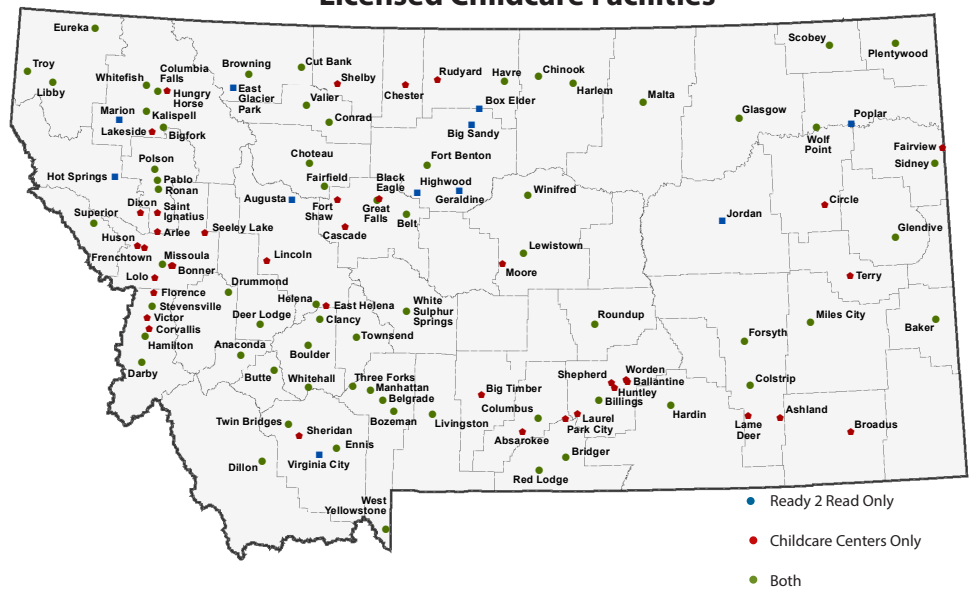 Licensed Childcare Facilities
Eureka
Scobey
Plentywood
Troy
Libby
Whitefish
Columbia
Falls
Hungry
Horse
Browning
Cut Bank
Shelby
East
Glacier
Park
Valier
Conrad
Chester
Rudyard
Havre
Chinook
Harlem
Malta
Glasgow
Box Elder
Big Sandy
Poplar
Wolf
Point
Marion
Kalispell
Lakeside
Bigfork
Fairview
Sidney
Polson
Pablo
Ronan
Hot Springs
Choteau
Fairfield
Fort Benton
Augusta
Fort
Shaw
Black
Eagle
Great
Falls
Highwood
Geraldine
Belt
Cascade
Winifred
Circle
Jordan
Glendive
Dixon
Saint
Ignatius
Superior
Arlee
Seeley Lake
Huson
Frenchtown
Missoula
Bonner
Lolo
Lincoln
Lewistown
Moore
Terry
Florence
Stevensville
Victor
Corvallis
Hamilton
Darby
Drummond
Deer Lodge
Helena
East Helena
Clancy
White
Sulphur
Springs
Townsend
Roundup
Miles City
Baker
Forsyth
Anaconda
Boulder
Butte
Whitehall
Three Forks
Manhattan
Belgrade
Bozeman
Livingston
Big Timber
Columbus
Absarokee
Shepherd
Worden
Ballantine
Huntley
Billings
Laurel
Park City
Hardin
Colstrip
Lame
Deer
Ashland
Broadus
Twin Bridges
Sheridan
Ennis
Virginia City
Dillon
Bridger
Red Lodge
West
Yellowstone
Ready 2 Read Only
Childcare Centers Only
Both